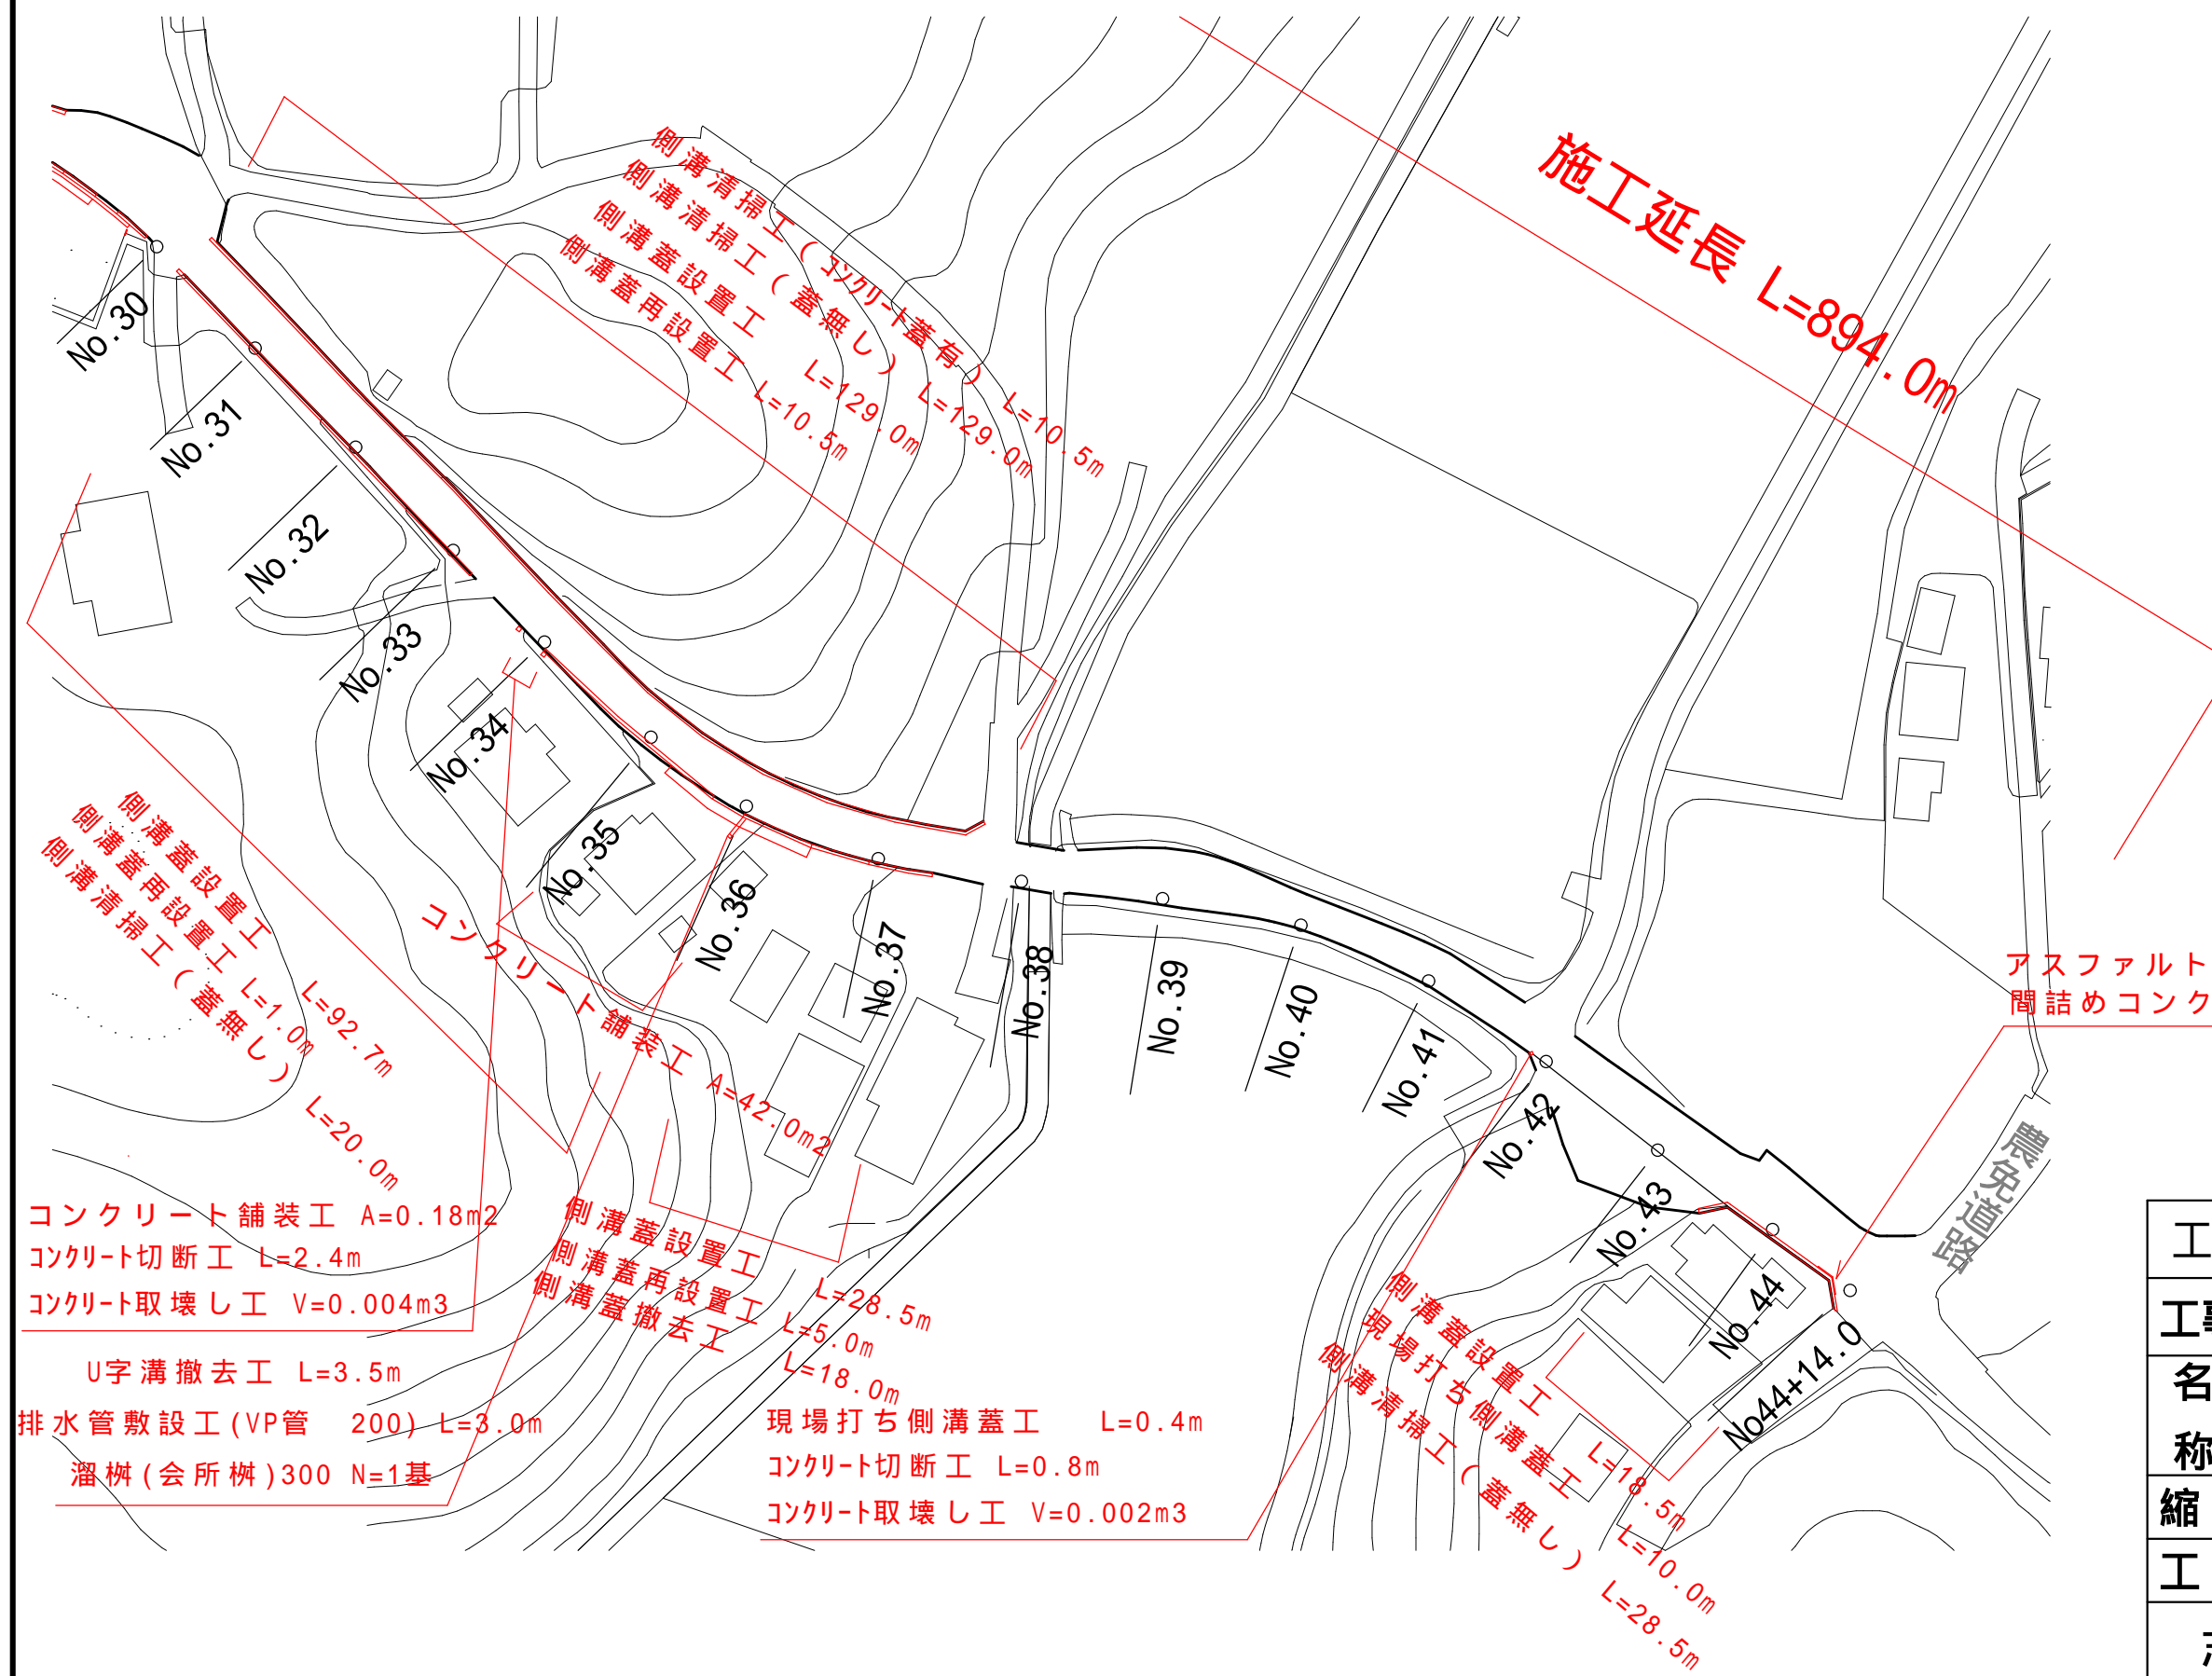 施工延長 L=894.0m
側溝清掃工(コンクリート蓋有) L=10.5m
側溝清掃工(蓋無し) L=129.0m
側溝蓋設置工 L=129.0m
側溝蓋再設置工 L=10.5m
No.30
No.31
No.32
No.33
No.34
No.35
No.36
No.37
No.38
No.39
No.40
No.41
No.42
No.43
No.44
No44+14.0
側溝蓋設置工 L=92.7m
側溝蓋再設置工 L=1.0m
側溝清掃工(蓋無し) L=20.0m
コンクリート舗装工 A=42.0m2
アスファルト
間詰めコンク
農免道路
コンクリート舗装工 A=0.18m2
コンクリート切断工 L=2.4m
コンクリート取壊し工 V=0.004m3
U字溝撤去工 L=3.5m
排水管敷設工(VP管 200) L=3.0m
溜桝(会所桝)300 N=1基
側溝蓋設置工 L=28.5m
側溝蓋再設置工 L=5.0m
側溝蓋撤去工 L=18.0m
現場打ち側溝蓋工 L=0.4m
コンクリート切断工 L=0.8m
コンクリート取壊し工 V=0.002m3
側溝蓋設置工 L=18.5m
現場打ち側溝蓋工 L=10.0m
側溝清掃工(蓋無し) L=28.5m
工
工事
名
称
縮
工